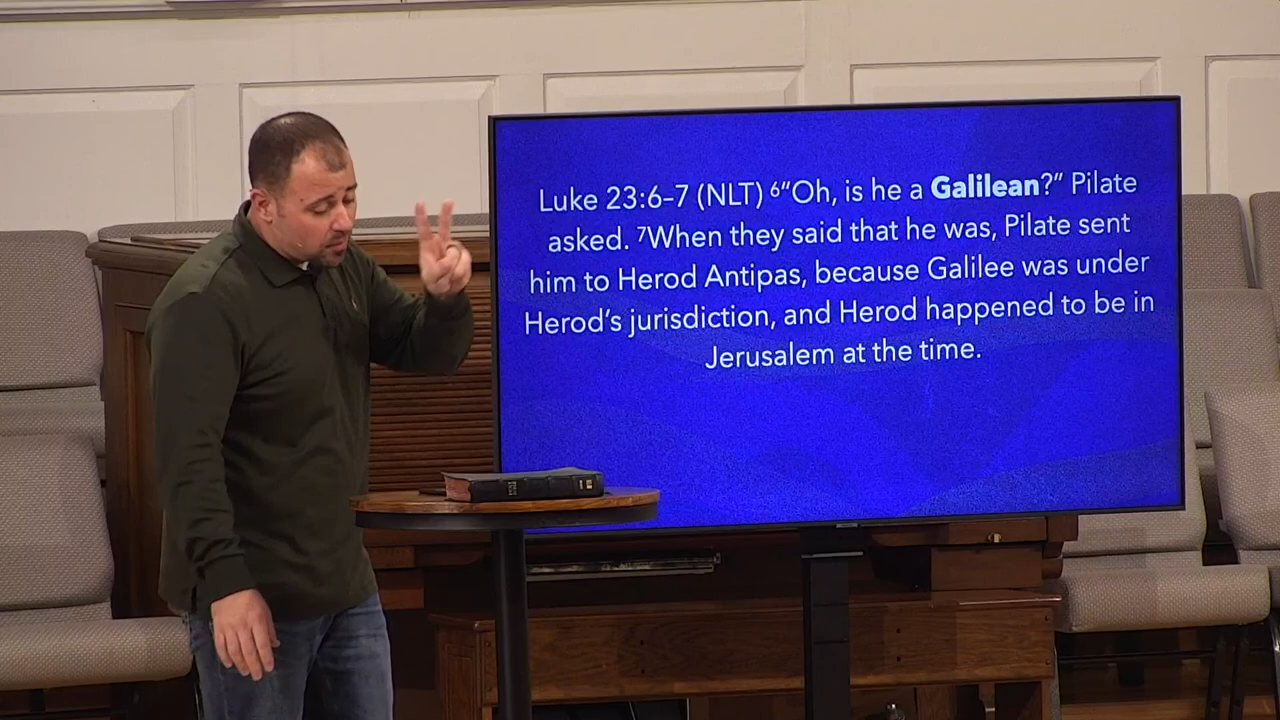 Luke 23:6-7 (NLT) ⁶“Oh, is he a Galilean?” Pilate
asked. ⁷When they said that he was, Pilate sent
him to Herod Antipas, because Galilee was under
Herod’s jurisdiction, and Herod happened to be in
Jerusalem at the time.